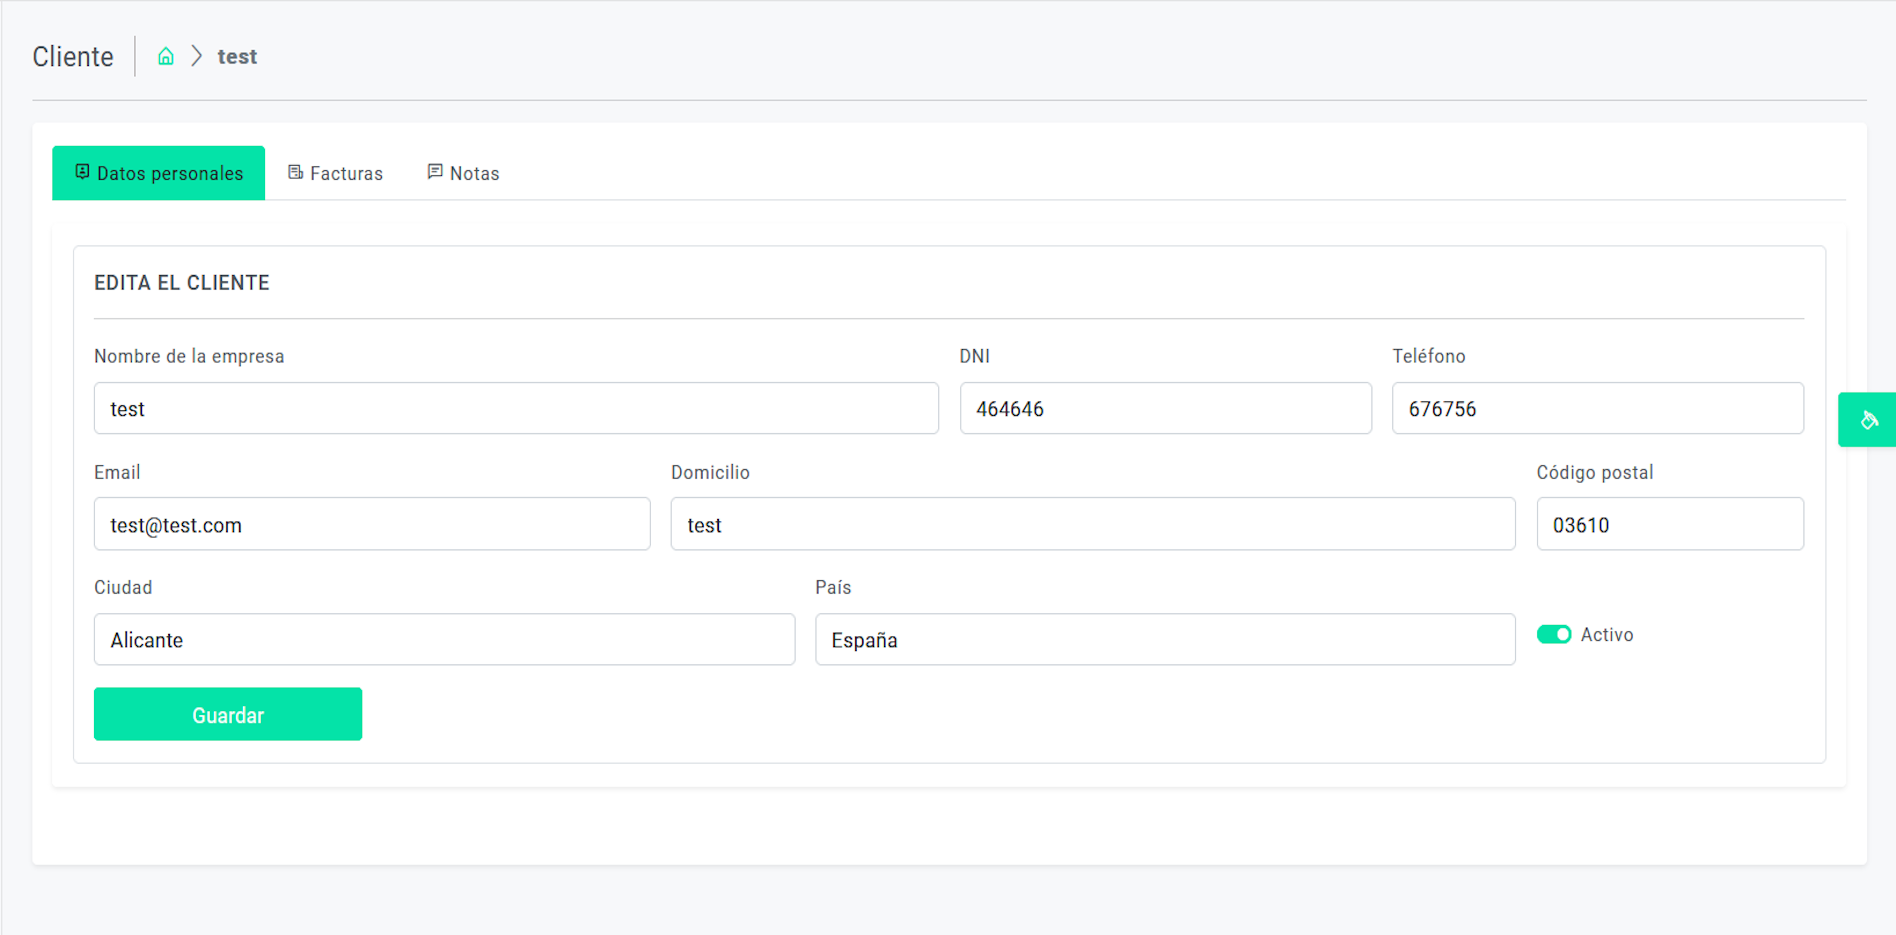 Cliente test
Datos personales Facturas Notas
EDITA EL CLIENTE
Nombre de la empresa DNI Teléfono
test 464646 676756
Email Domicilio Código postal
test@test.com test 03610
Ciudad País
Alicante España Activo
Guardar